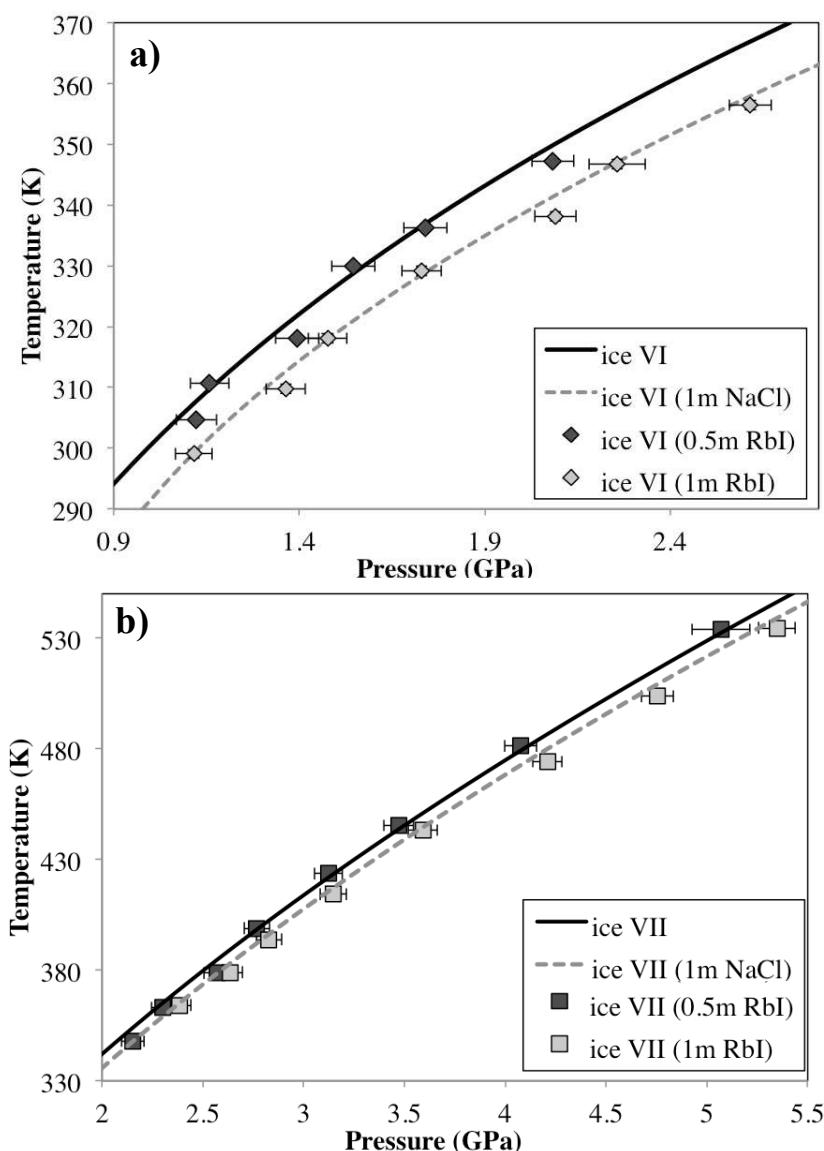 a)
Temperature (K)
370
360
350
340
330
320
310
300
290
ice VI
ice VI (1m NaCl)
ice VI (0.5m RbI)
ice VI (1m RbI)
0.9 1.4 1.9 2.4
Pressure (GPa)
b)
Temperature (K)
530
480
430
380
330
ice VII
ice VII (1m NaCl)
ice VII (0.5m RbI)
ice VII (1m RbI)
2 2.5 3 3.5 4 4.5 5 5.5
Pressure (GPa)